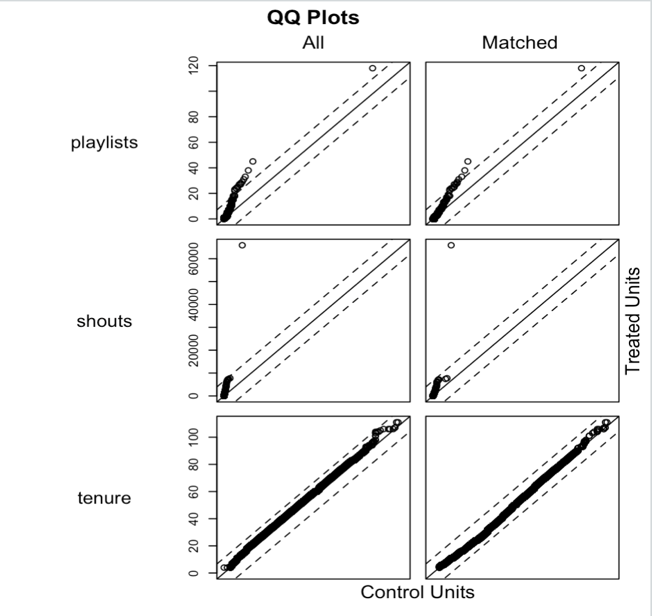 QQ Plots
All Matched
playlists
0 20 40 60 80 120
shouts
0 20000 40000 60000
tenure
0 20 40 60 80 100
Treated Units
Control Units